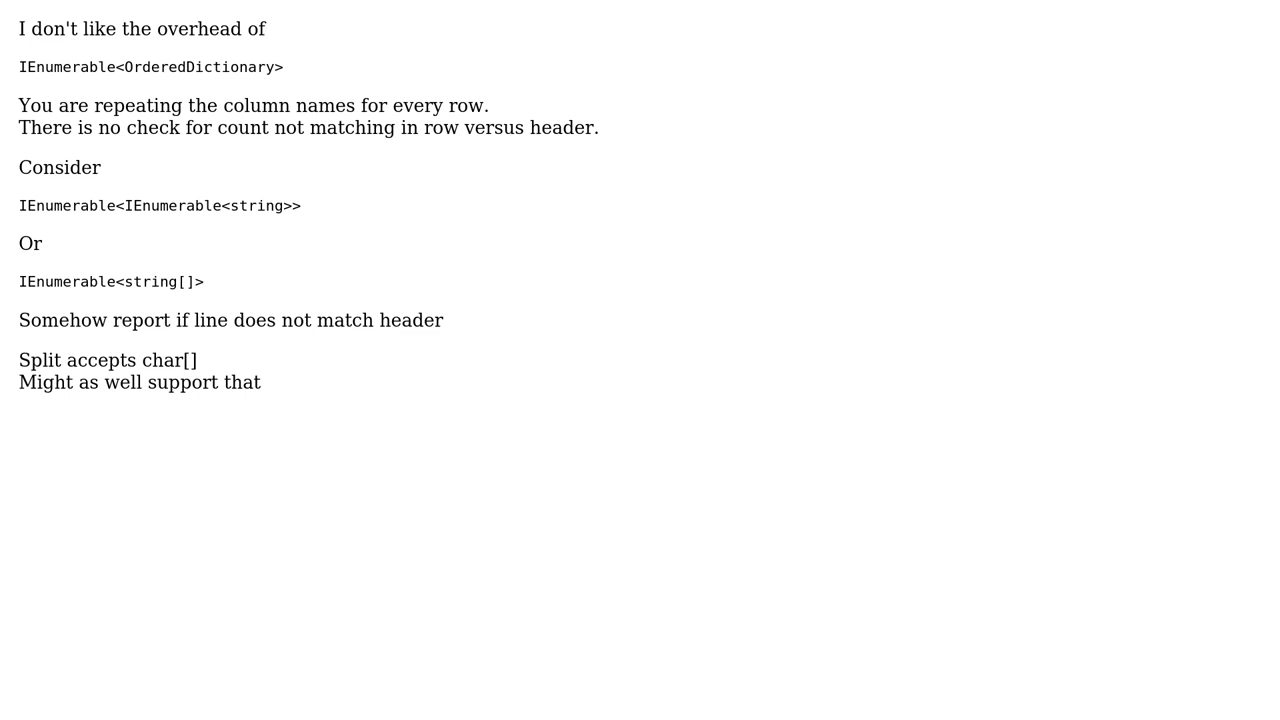 I don't like the overhead of
IEnumerable<OrderedDictionary>
You are repeating the column names for every row.
There is no check for count not matching in row versus header.
Consider
IEnumerable<IEnumerable<string>>
Or
IEnumerable<string[]>
Somehow report if line does not match header
Split accepts char[]
Might as well support that